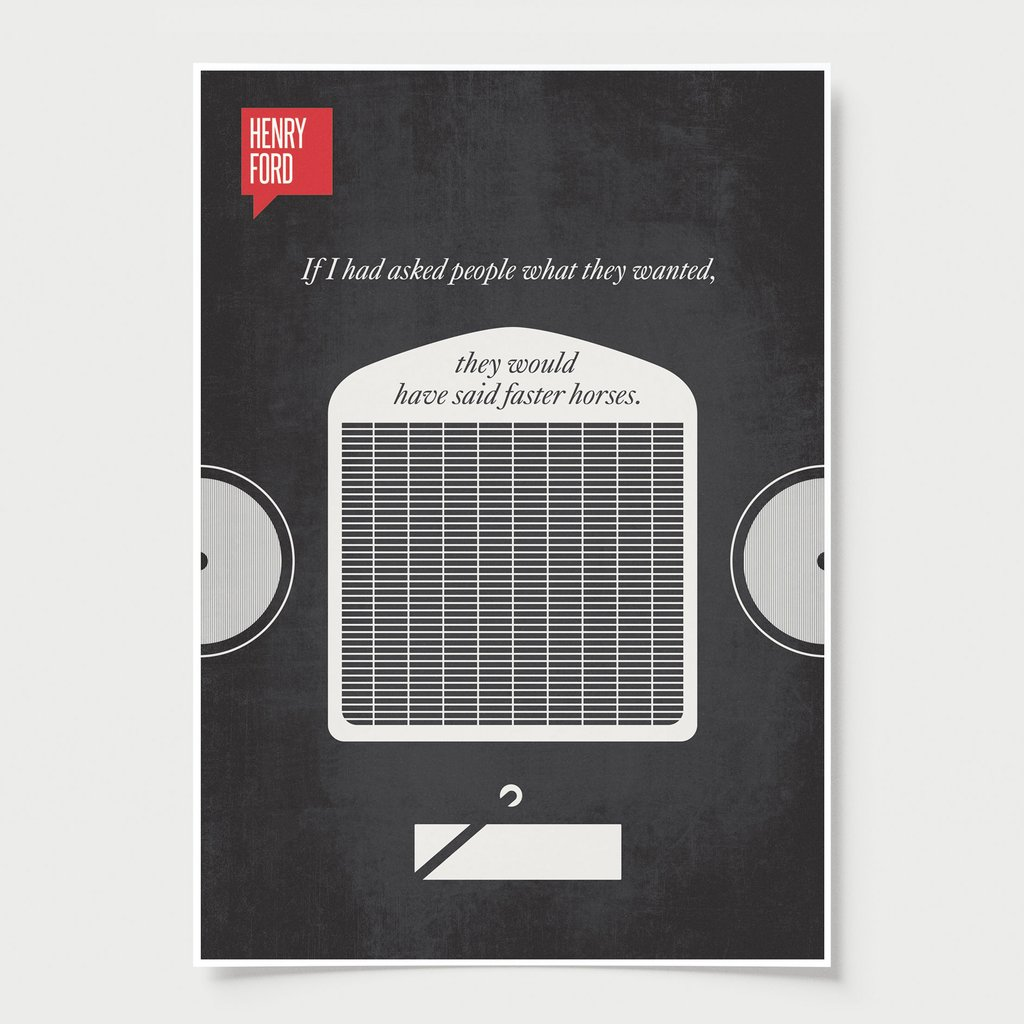 HENRY
FORD
If I had asked people what they wanted,
they would
have said faster horses.